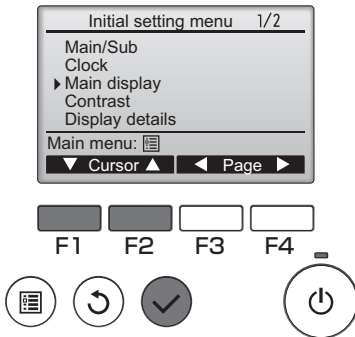 Initial setting menu 1/2
Main/Sub
Clock
Main display
Contrast
Display details
Main menu:
Cursor Page
F1 F2 F3 F4